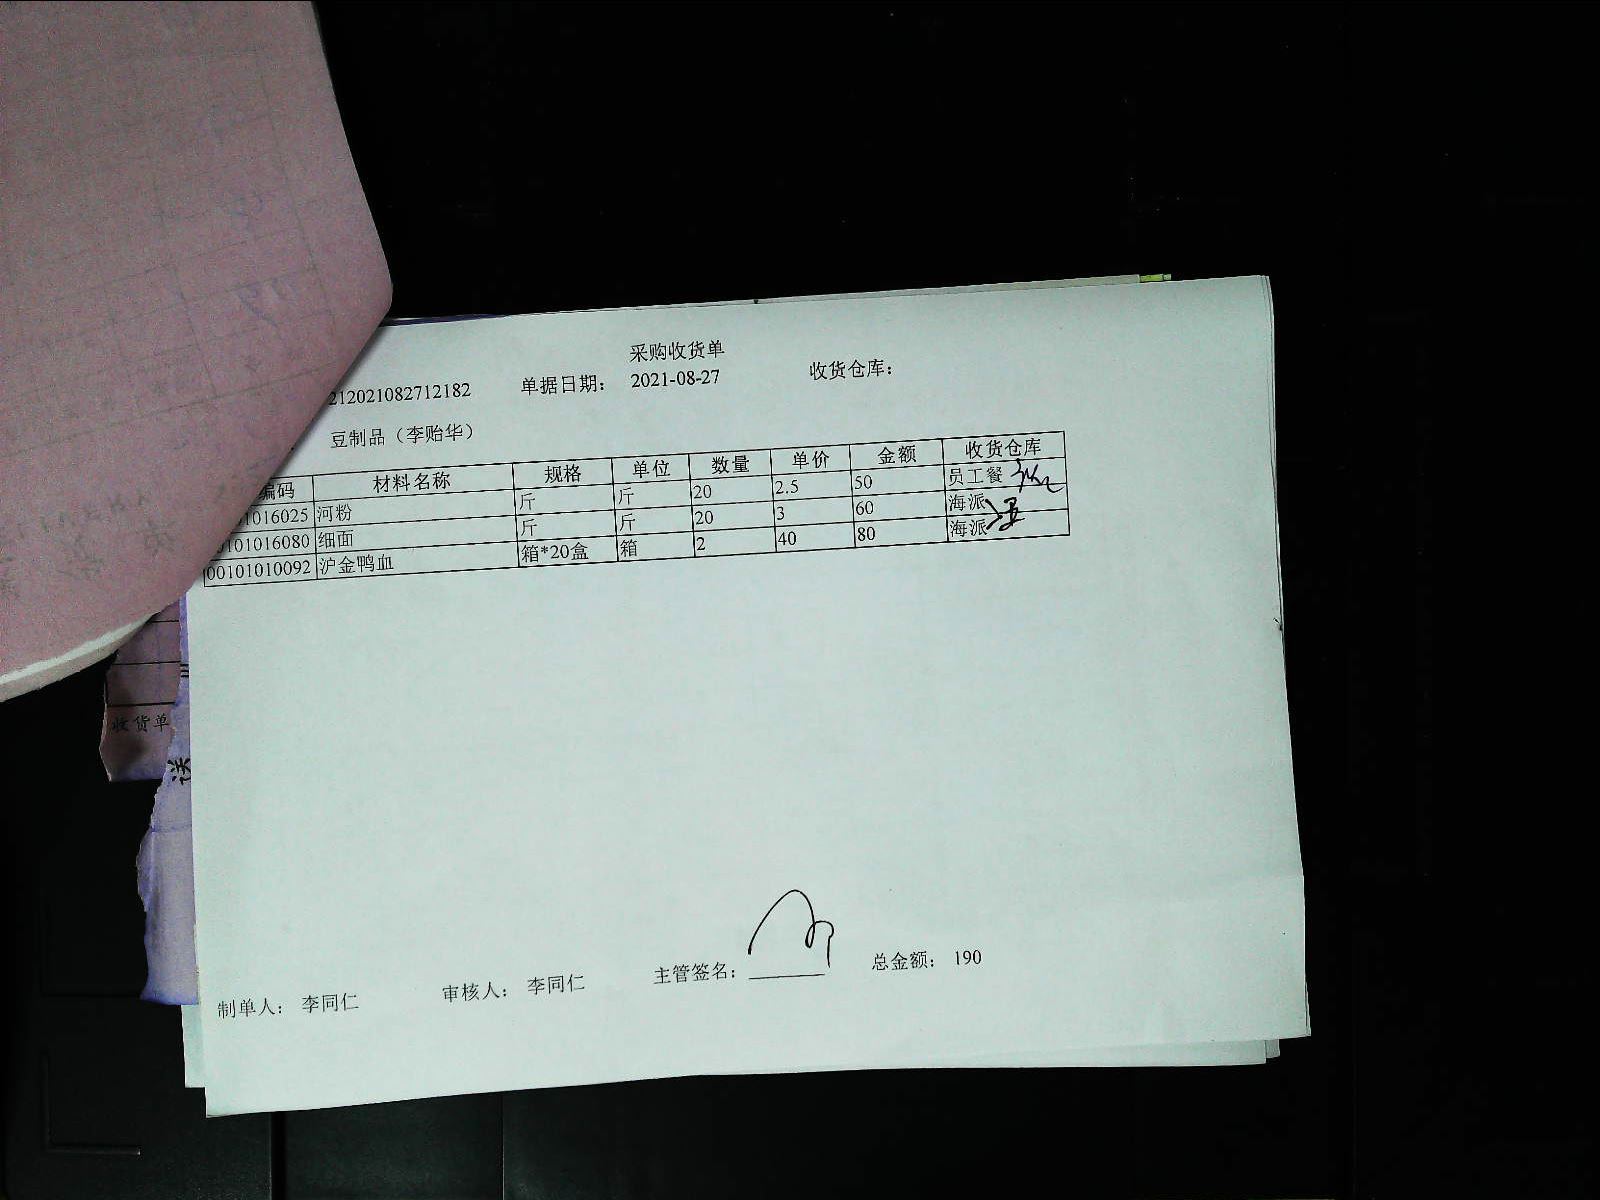 采购收货单
212021082712182 单据日期： 2021-08-27 收货仓库：
豆制品（李贻华）
编码 材料名称 规格 单位 数量 单价 金额 收货仓库
01016025 河粉 斤 斤 20 2.5 50 员工餐
0101016080 细面 斤 斤 20 3 60 海派
00101010092 沪金鸭血 箱*20盒 箱 2 40 80 海派
收货单
送
制单人： 李同仁 审核人： 李同仁 主管签名： 总金额： 190